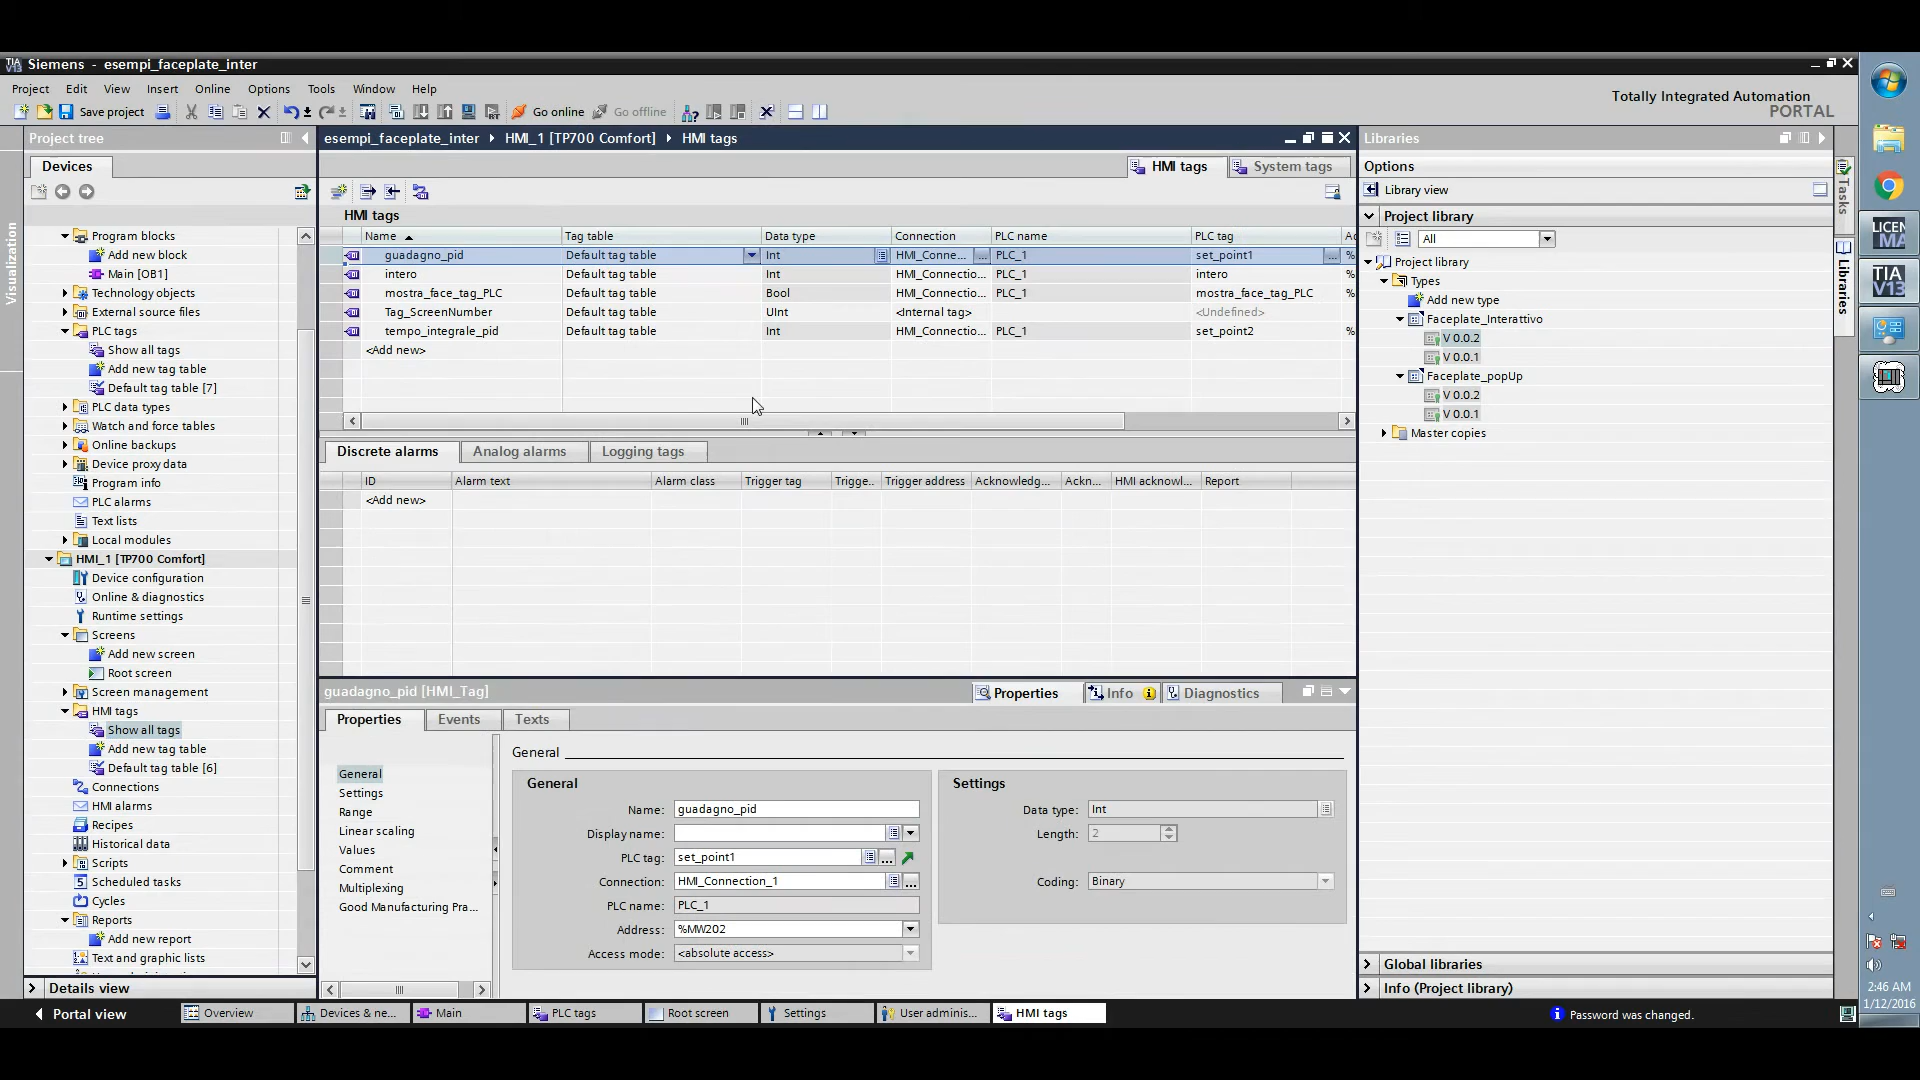 Siemens - esempi_faceplate_inter
Project Edit View Insert Online Options Tools Window Help
Totally Integrated Automation
PORTAL
Save project Go online Go offline
Project tree
esempi_faceplate_inter HMI_1 [TP700 Comfort] HMI tags
Libraries
Devices
HMI tags System tags
Options
Library view
HMI tags
Project library
All
Name Tag table Data type Connection PLC name PLC tag
guadagno_pid Default tag table Int HMI_Conne... PLC_1 set_point1 %
intero Default tag table Int HMI_Connectio... PLC_1 intero %
mostra_face_tag_PLC Default tag table Bool HMI_Connectio... PLC_1 mostra_face_tag_PLC %
Tag_ScreenNumber Default tag table UInt <Internal tag> <Undefined>
tempo_integrale_pid Default tag table Int HMI_Connectio... PLC_1 set_point2 %
<Add new>
Visualization
Program blocks
Add new block
Main [OB1]
Technology objects
External source files
PLC tags
Show all tags
Add new tag table
Default tag table [7]
PLC data types
Watch and force tables
Online backups
Device proxy data
Program info
PLC alarms
Text lists
Local modules
HMI_1 [TP700 Comfort]
Device configuration
Online & diagnostics
Runtime settings
Screens
Add new screen
Root screen
Screen management
HMI tags
Show all tags
Add new tag table
Default tag table [6]
Connections
HMI alarms
Recipes
Historical data
Scripts
Scheduled tasks
Cycles
Reports
Add new report
Text and graphic lists
Details view
Discrete alarms Analog alarms Logging tags
ID Alarm text Alarm class Trigger tag Trigge.. Trigger address Acknowledg... Ackn... HMI acknowl... Report
<Add new>
guadagno_pid [HMI_Tag]
Properties Info Diagnostics
Properties Events Texts
General
Settings
Range
Linear scaling
Values
Comment
Multiplexing
Good Manufacturing Pra...
General
General
Name: guadagno_pid
Display name:
PLC tag: set_point1
Connection: HMI_Connection_1
PLC name: PLC_1
Address: %MW202
Access mode: <absolute access>
Settings
Data type: Int
Length: 2
Coding: Binary
Project library
Types
Add new type
Faceplate_Interattivo
V 0.0.2
V 0.0.1
Faceplate_popUp
V 0.0.2
V 0.0.1
Master copies
Global libraries
Info (Project library)
Tasks
Libraries
LICEN
MA
TIA
V13
Portal view Overview Devices & ne... Main PLC tags Root screen Settings User adminis... HMI tags
Password was changed.
2:46 AM
1/12/2016